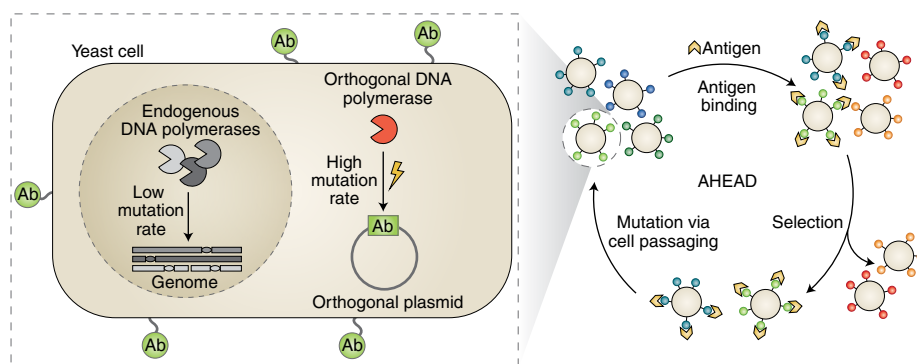 Yeast cell
Ab
Ab
Ab
Ab
Ab
Ab
Endogenous
DNA polymerases
Low
mutation
rate
Genome
Orthogonal DNA
polymerase
High
mutation
rate
Ab
Orthogonal plasmid
Antigen
Antigen
binding
AHEAD
Selection
Mutation via
cell passaging